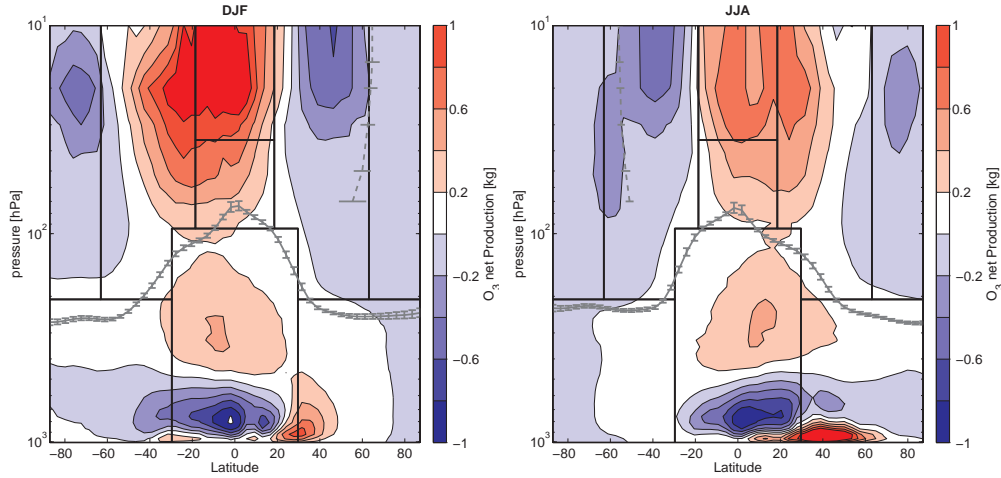 DJF
10¹
10²
10³
pressure [hPa]
−80 −60 −40 −20 0 20 40 60 80
Latitude
1
0.6
0.2
−0.2
−0.6
−1
O₃ net Production [kg]
JJA
10¹
10²
10³
pressure [hPa]
−80 −60 −40 −20 0 20 40 60 80
Latitude
1
0.6
0.2
−0.2
−0.6
−1
O₃ net Production [kg]